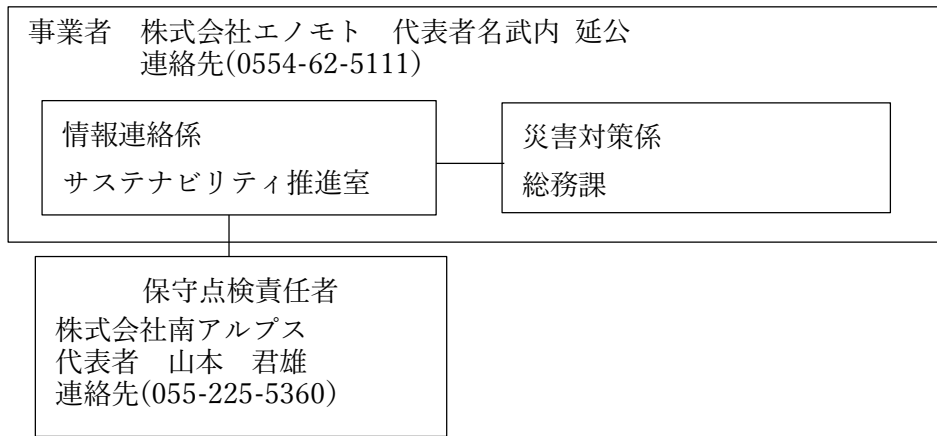 事業者　株式会社エノモト　代表者名武内 延公
連絡先(0554-62-5111)
情報連絡係
サステナビリティ推進室
災害対策係
総務課
保守点検責任者
株式会社南アルプス
代表者　山本　君雄
連絡先(055-225-5360)